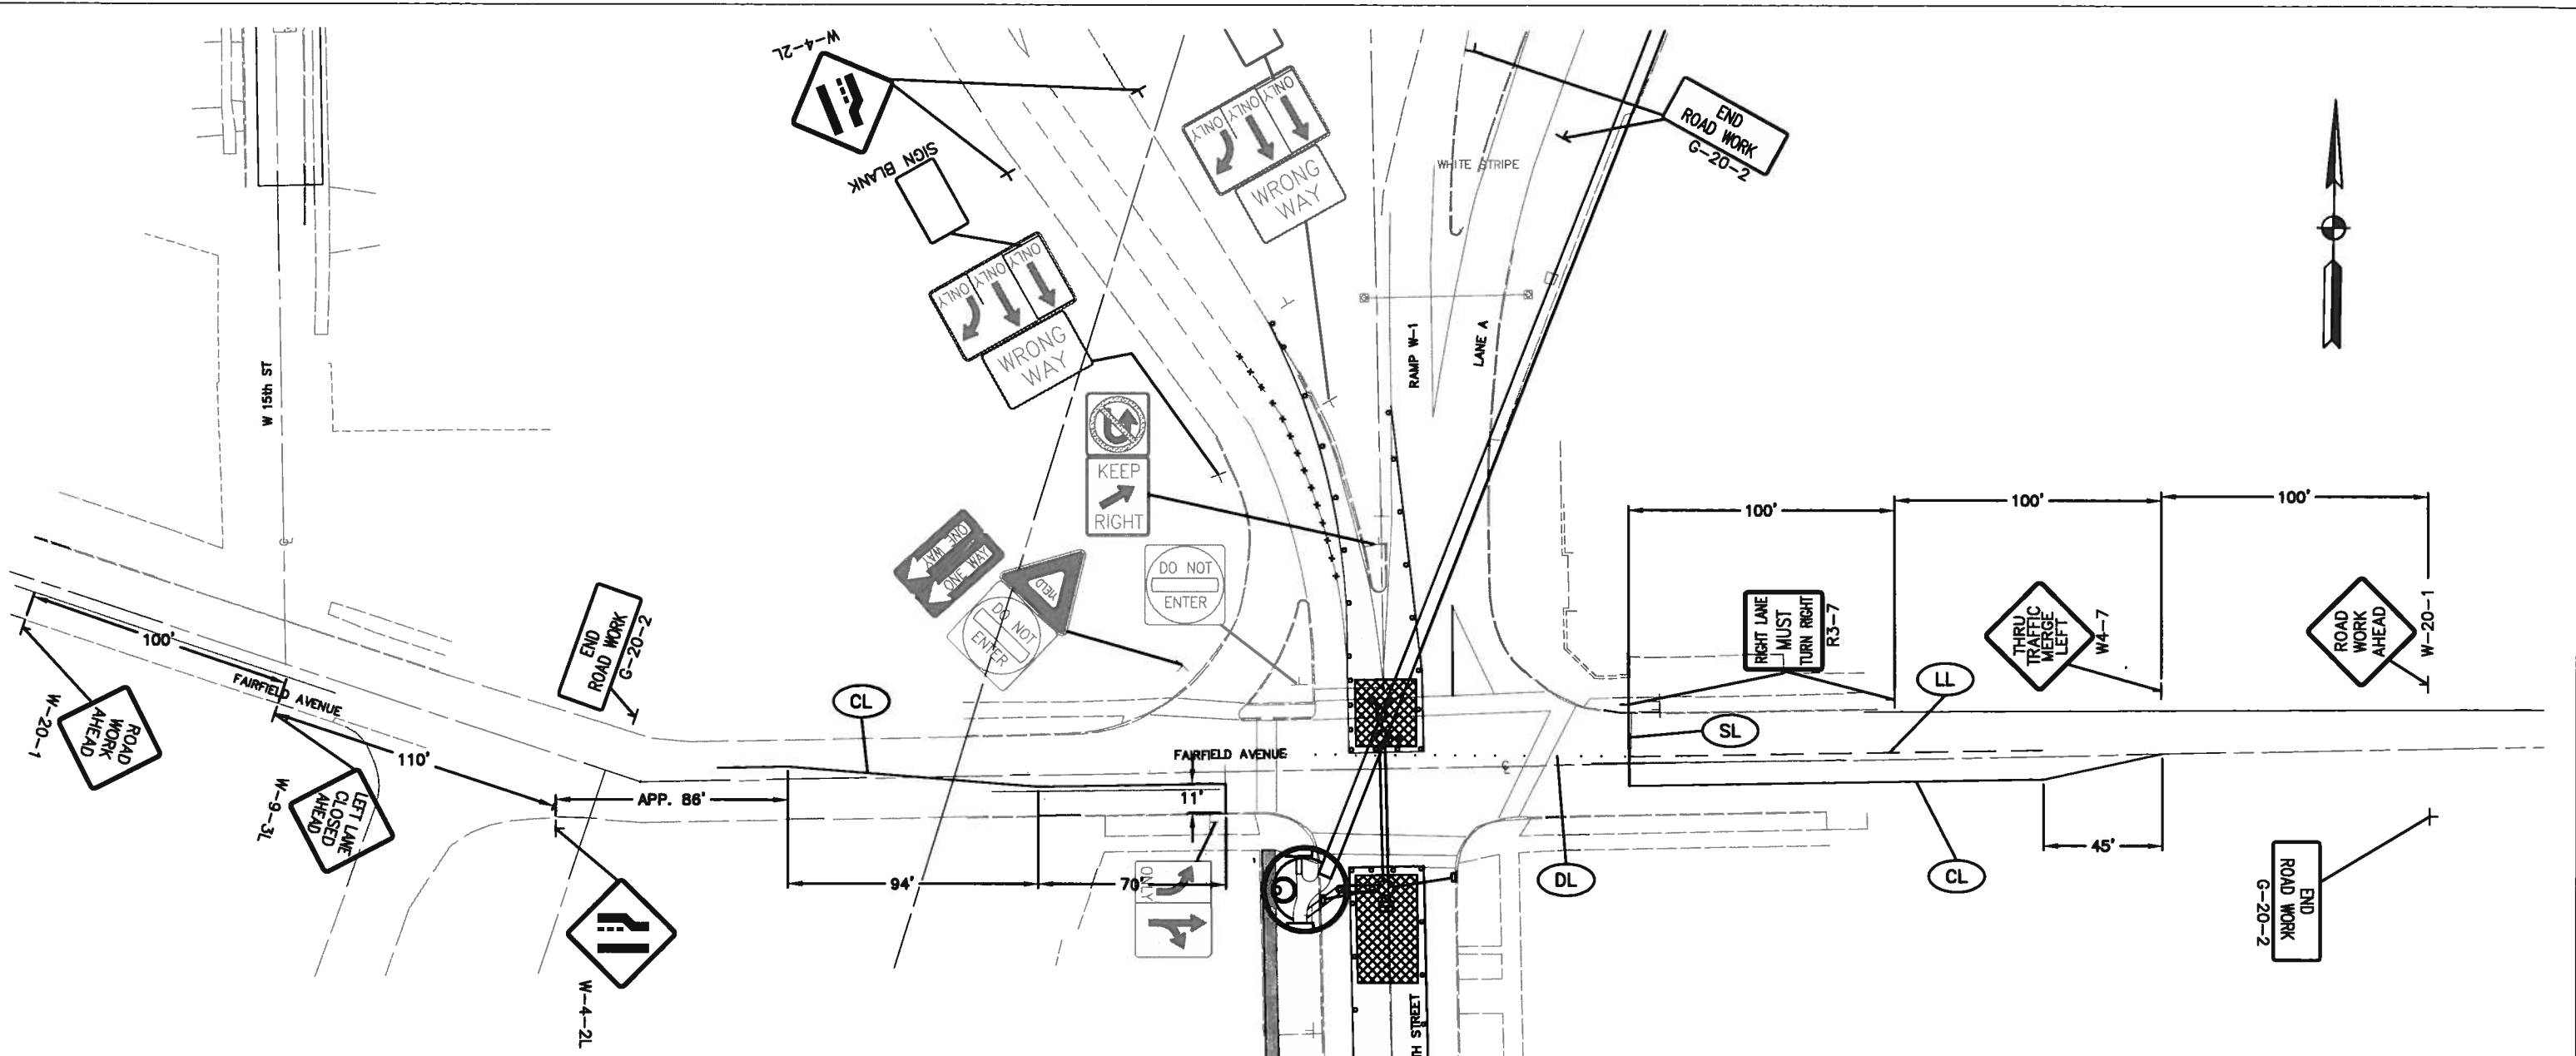 W-4-2L
SIGN BLANK
ONLY ONLY ONLY
WRONG
WAY
ONLY ONLY ONLY
WRONG
WAY
END
ROAD WORK
G-20-2
WHITE STRIPE
RAMP W-1
LANE A
W 15th ST
KEEP
RIGHT
ONE WAY
ONE WAY
YIELD
DO NOT
ENTER
DO NOT
ENTER
100'
100'
100'
RIGHT LANE
MUST
TURN RIGHT
R3-7
THRU
TRAFFIC
MERGE
LEFT
W4-7
ROAD
WORK
AHEAD
W-20-1
LL
SL
CL
DL
45'
END
ROAD WORK
G-20-2
100'
FAIRFIELD AVENUE
END
ROAD WORK
G-20-2
ROAD
WORK
AHEAD
W-20-1
110'
LEFT LANE
CLOSED
AHEAD
W-9-3L
CL
APP. 86'
FAIRFIELD AVENUE
11'
94'
70'
ONLY
W-4-2L
TH STREET